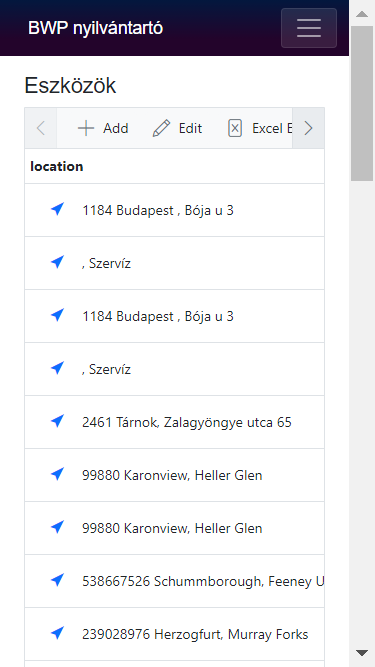 BWP nyilvántartó
Eszközök
Add Edit Excel E
location
1184 Budapest , Bója u 3
, Szervíz
1184 Budapest , Bója u 3
, Szervíz
2461 Tárnok, Zalagyöngye utca 65
99880 Karonview, Heller Glen
99880 Karonview, Heller Glen
538667526 Schummborough, Feeney U
239028976 Herzogfurt, Murray Forks